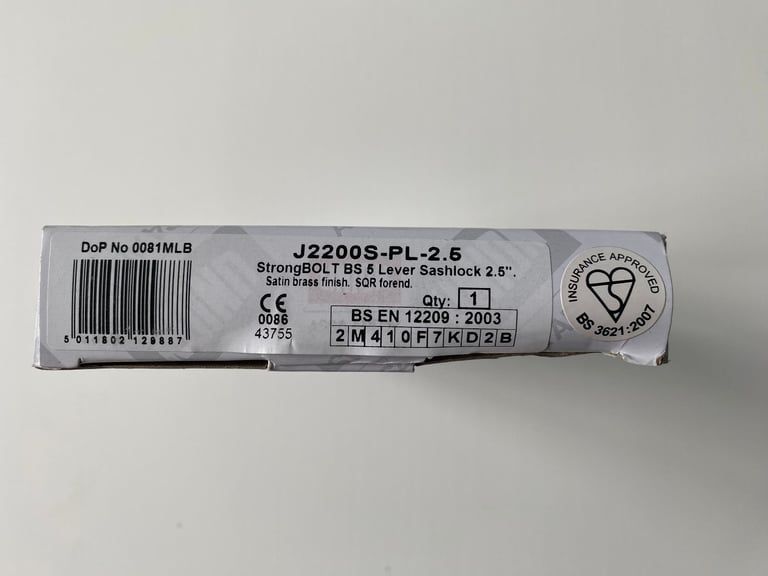 DoP No 0081MLB
5 011802 129887
J2200S-PL-2.5
StrongBOLT BS 5 Lever Sashlock 2.5".
Satin brass finish. SQR forend.
CE
0086
43755
Qty: 1
BS EN 12209 : 2003
2 M 4 1 0 F 7 K D 2 B
INSURANCE APPROVED
BS 3621:2007